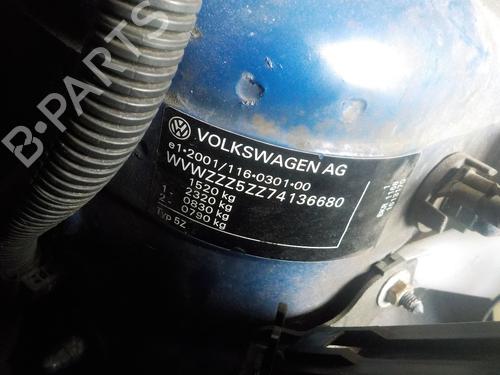 B-PARTS
VOLKSWAGEN AG
e1*2001/116*0301*00
WVWZZZ5ZZ74136680
1520 kg
2320 kg
1 - 0830 kg
2 - 0790 kg
Typ 5Z